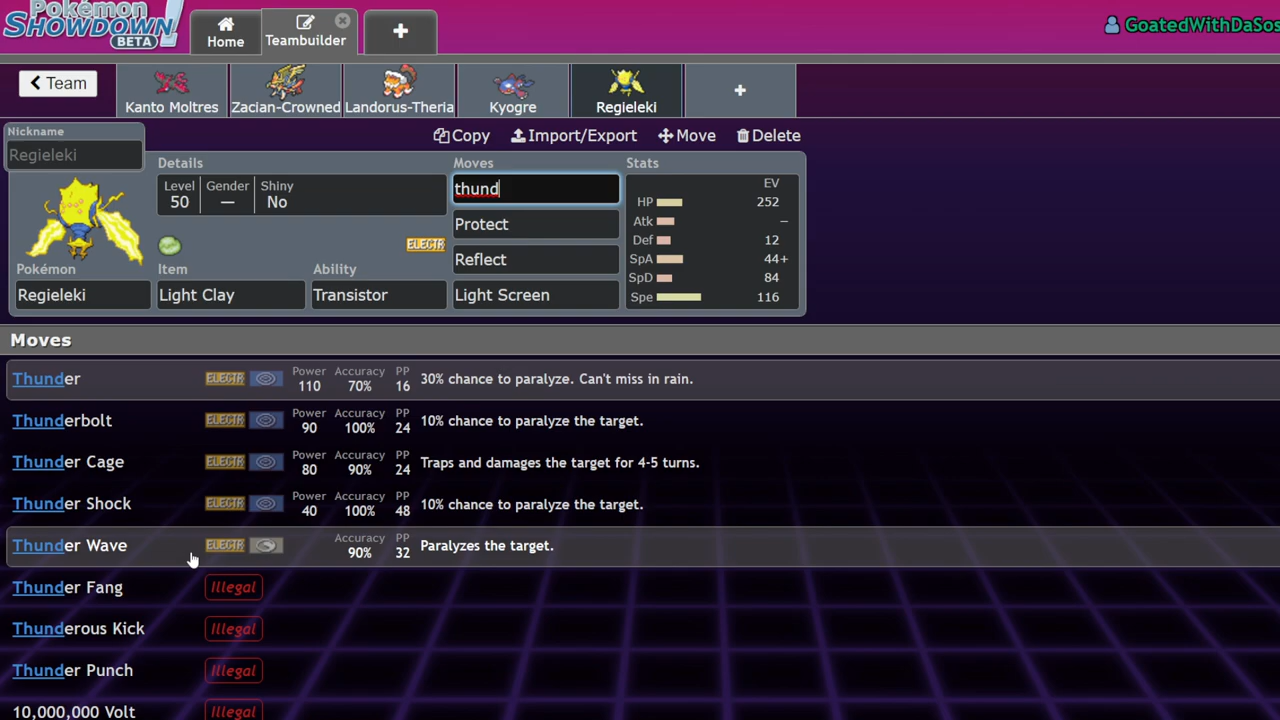 Pokémon
SHOWDOWN!
BETA
Home
Teambuilder
GoatedWithDaSos
Team
Kanto Moltres
Zacian-Crowned
Landorus-Theria
Kyogre
Regieleki
Copy
Import/Export
Move
Delete
Nickname
Regieleki
Details
Level
50
Gender
—
Shiny
No
ELECTR
Pokémon
Regieleki
Item
Light Clay
Ability
Transistor
Moves
thund
Protect
Reflect
Light Screen
Stats
EV
HP 252
Atk –
Def 12
SpA 44+
SpD 84
Spe 116
Moves
Thunder ELECTR Power 110 Accuracy 70% PP 16 30% chance to paralyze. Can't miss in rain.
Thunderbolt ELECTR Power 90 Accuracy 100% PP 24 10% chance to paralyze the target.
Thunder Cage ELECTR Power 80 Accuracy 90% PP 24 Traps and damages the target for 4-5 turns.
Thunder Shock ELECTR Power 40 Accuracy 100% PP 48 10% chance to paralyze the target.
Thunder Wave ELECTR Accuracy 90% PP 32 Paralyzes the target.
Thunder Fang Illegal
Thunderous Kick Illegal
Thunder Punch Illegal
10,000,000 Volt Illegal